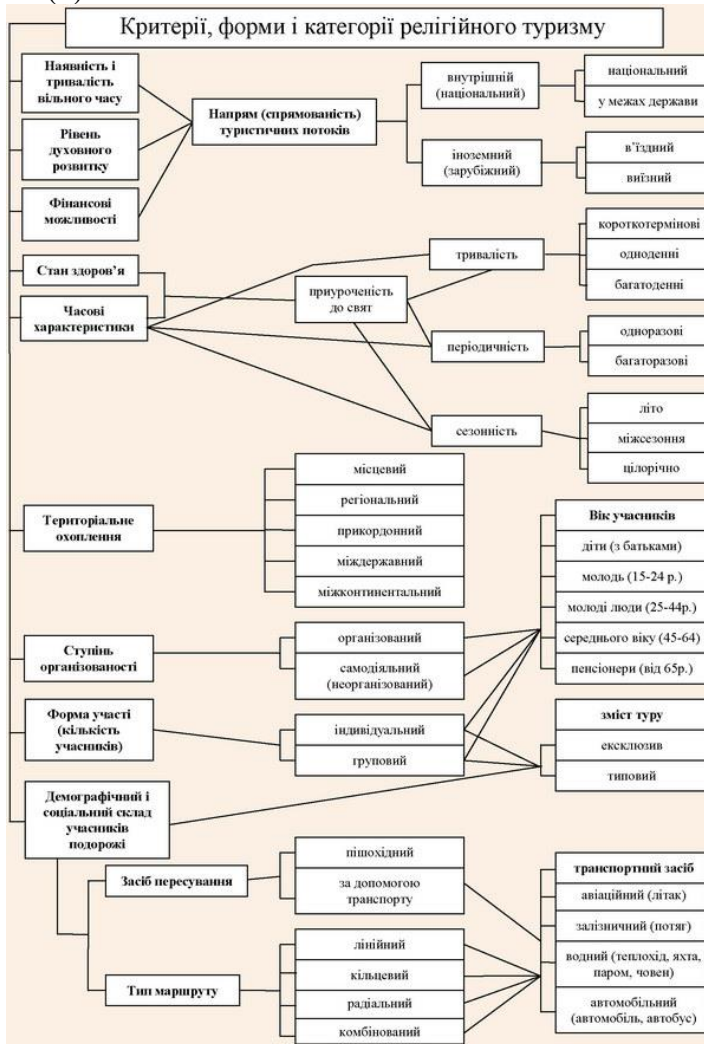 Критерії, форми і категорії релігійного туризму
Наявність і
тривалість
вільного часу
Рівень
духовного
розвитку
Фінансові
можливості
Напрям (спрямованість)
туристичних потоків
внутрішній
(національний)
національний
у межах держави
іноземний
(зарубіжний)
в’їздний
виїзний
Стан здоров’я
Часові
характеристики
приуроченість
до свят
тривалість
короткотермінові
одноденні
багатоденні
періодичність
одноразові
багаторазові
сезонність
літо
міжсезоння
цілорічно
Територіальне
охоплення
місцевий
регіональний
прикордонний
міждержавний
міжконтинентальний
Ступінь
організованості
організований
самодіяльний
(неорганізований)
Форма участі
(кількість
учасників)
індивідуальний
груповий
Вік учасників
діти (з батьками)
молодь (15-24 р.)
молоді люди (25-44р.)
середнього віку (45-64)
пенсіонери (від 65р.)
зміст туру
ексклюзив
типовий
Демографічний і
соціальний склад
учасників
подорожі
Засіб пересування
пішохідний
за допомогою
транспорту
Тип маршруту
лінійний
кільцевий
радіальний
комбінований
транспортний засіб
авіаційний (літак)
залізничний (потяг)
водний (теплохід, яхта,
паром, човен)
автомобільний
(автомобіль, автобус)